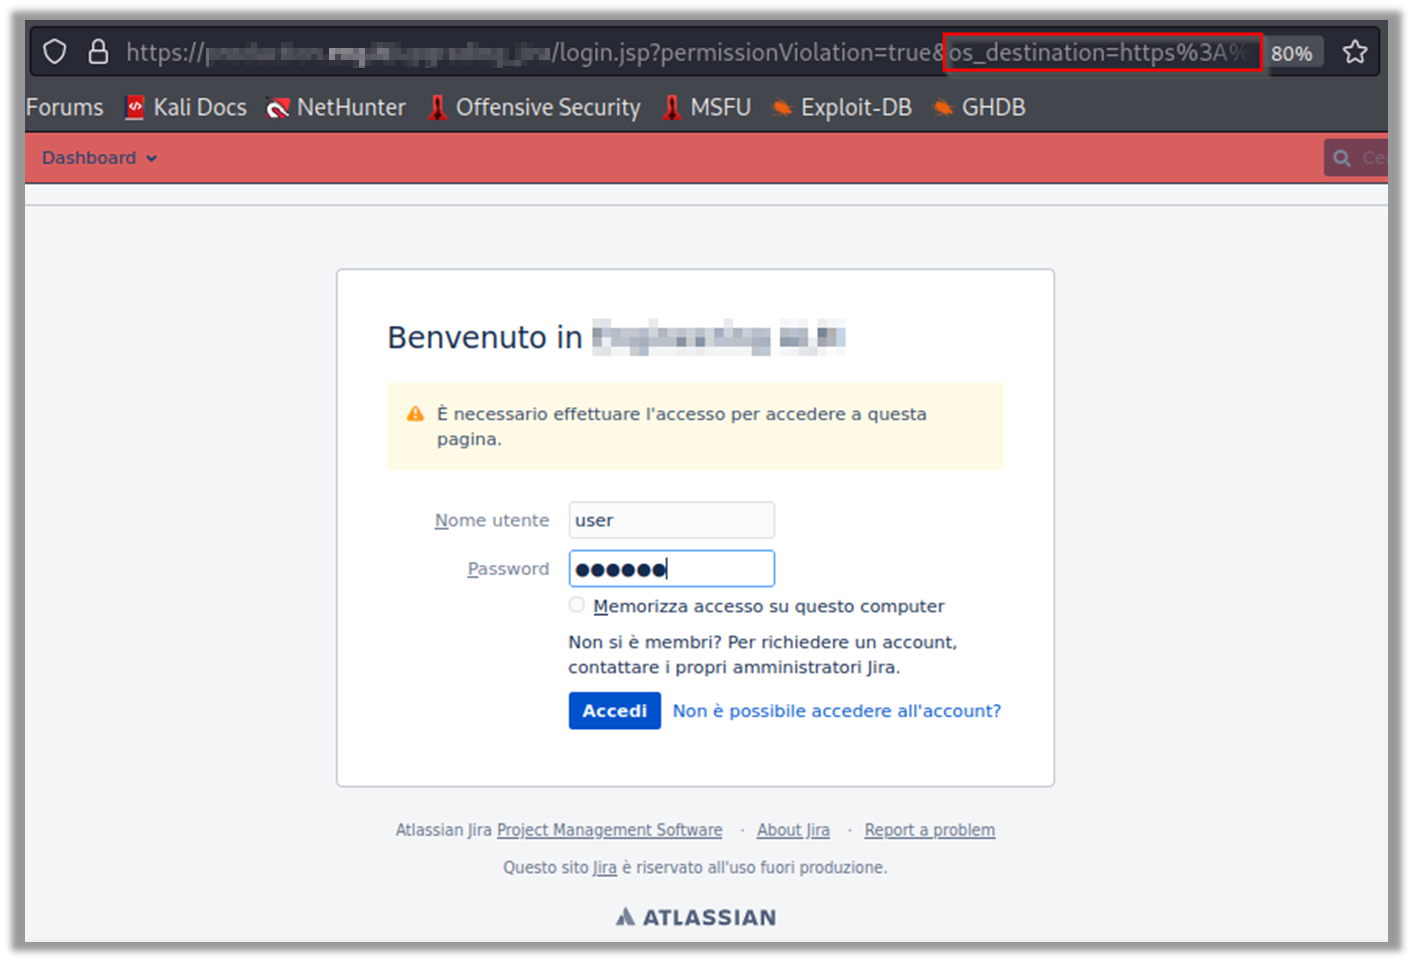 https:// /login.jsp?permissionViolation=true&os_destination=https%3A% 80%
Forums Kali Docs NetHunter Offensive Security MSFU Exploit-DB GHDB
Dashboard Ce
Benvenuto in
È necessario effettuare l'accesso per accedere a questa
pagina.
Nome utente user
Password ●●●●●●
Memorizza accesso su questo computer
Non si è membri? Per richiedere un account,
contattare i propri amministratori Jira.
Accedi Non è possibile accedere all'account?
Atlassian Jira Project Management Software · About Jira · Report a problem
Questo sito Jira è riservato all'uso fuori produzione.
ATLASSIAN